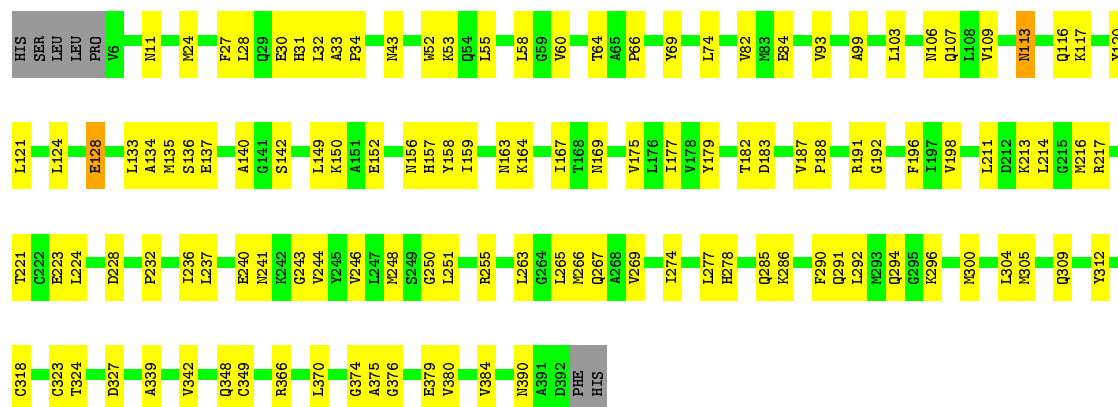 HIS SER LEU LEU PRO V6 N11 M24 F27 L28 Q29 E30 H31 L32 A33 P34 N43 W52 K53 Q54 L55 L58 G59 V60 T64 A65 P66 Y69 L74 V82 M83 E84 V93 A99 L103 N106 Q107 L108 V109 N113 Q116 K117 Y120
L121 L124 E128 L133 A134 M135 S136 E137 A140 G141 S142 L149 K150 A151 E152 N156 H157 Y158 I159 N163 K164 I167 T168 N169 V175 L176 I177 V178 Y179 T182 D183 V187 P188 R191 G192 F196 I197 V198 L211 D212 K213 L214 G215 M216 R217
T221 C222 E223 L224 D228 P232 I236 L237 E240 N241 K242 G243 V244 Y245 V246 L247 M248 S249 G250 L251 R255 L263 G264 L265 M266 Q267 A268 V269 I274 L277 H278 Q285 K286 F290 Q291 L292 M293 Q294 G295 K296 M300 L304 M305 Q309 Y312
C318 C323 T324 D327 A339 V342 Q348 C349 R366 L370 G374 A375 G376 E379 V380 V384 N390 A391 D392 PHE HIS